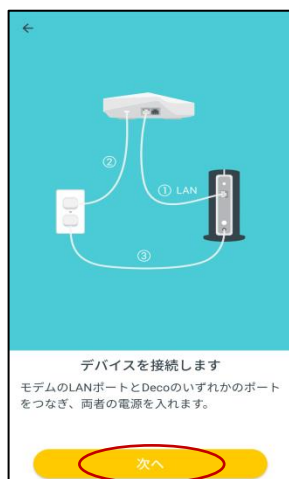 ②
① LAN
③
デバイスを接続します
モデムのLANポートとDecoのいずれかのポート
をつなぎ、両者の電源を入れます。
次へ